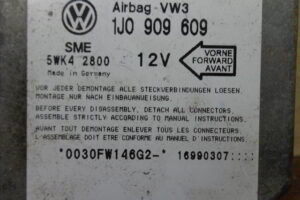 Airbag -VW3
1J0 909 609
SME
5WK4 2800
12V
Made in Germany
VORNE
FORWARD
AVANT
VOR JEDER DEMONTAGE ALLE STECKVERBINDUNGEN LOESEN.
MONTAGE NUR NACH EINBAUANWEISUNG.
BEFORE EVERY DISASSEMBLY, DETACH ALL CONNECTORS.
ASSEMBLE STRICTLY ACCORDING TO MANUAL INSTRUCTIONS.
AVANT TOUT DEMONTAGE ENLEVER TOUS LES CONNECTEURS.
L'ASSEMBLAGE DOIT ETRE CONFORME AU MANUEL D'INSTRUCTIONS.
*0030FW146G2-* 16990307::::